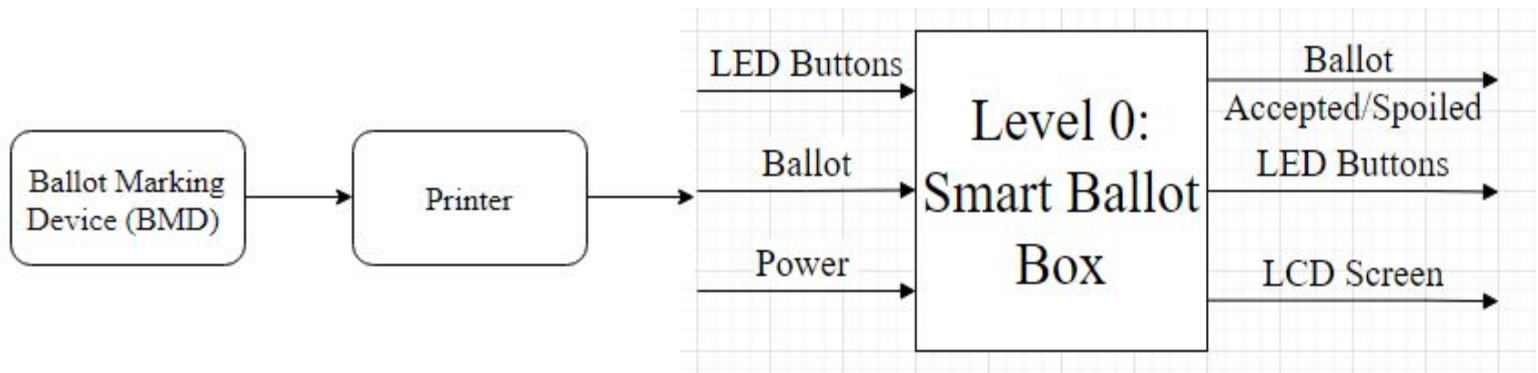 Ballot Marking
Device (BMD)
Printer
LED Buttons
Ballot
Power
Level 0:
Smart Ballot
Box
Ballot
Accepted/Spoiled
LED Buttons
LCD Screen